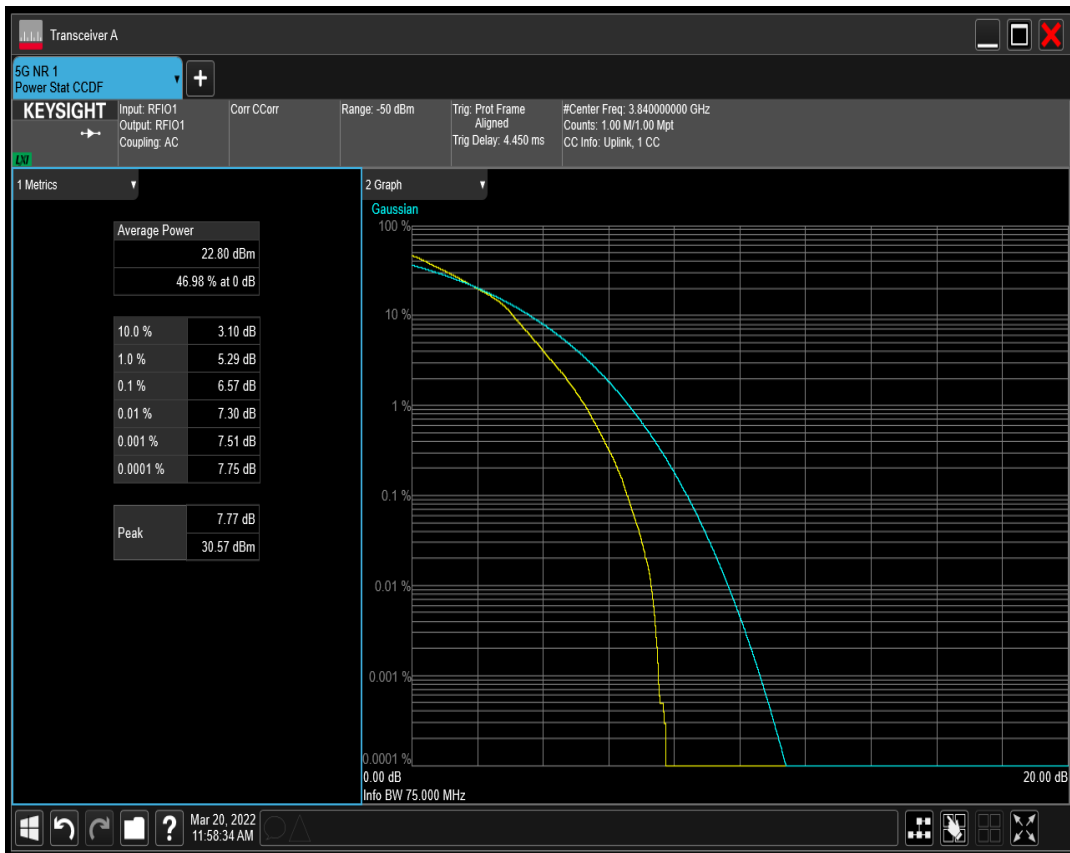 Transceiver A
5G NR 1
Power Stat CCDF
+
KEYSIGHT
LXI
Input: RFIO1
Output: RFIO1
Coupling: AC
Corr CCorr
Range: -50 dBm
Trig: Prot Frame
Aligned
Trig Delay: 4.450 ms
#Center Freq: 3.840000000 GHz
Counts: 1.00 M/1.00 Mpt
CC Info: Uplink, 1 CC
1 Metrics
Average Power
22.80 dBm
46.98 % at 0 dB
10.0 % 3.10 dB
1.0 % 5.29 dB
0.1 % 6.57 dB
0.01 % 7.30 dB
0.001 % 7.51 dB
0.0001 % 7.75 dB
Peak
7.77 dB
30.57 dBm
2 Graph
Gaussian
100 %
10 %
1 %
0.1 %
0.01 %
0.001 %
0.0001 %
0.00 dB 20.00 dB
Info BW 75.000 MHz
?
Mar 20, 2022
11:58:34 AM